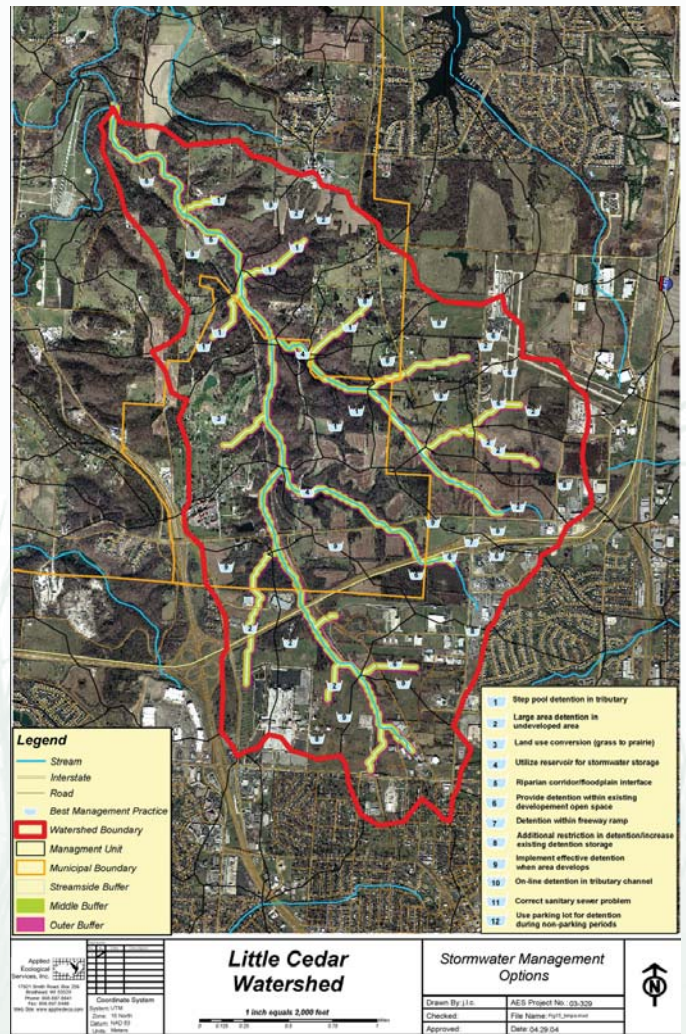 1 Step pool detention in tributary
2 Large area detention in
undeveloped area
3 Land use conversion (grass to prairie)
4 Utilize reservoir for stormwater storage
5 Riparian corridor/floodplain interface
6 Provide detention within existing
developement open space
7 Detention within freeway ramp
8 Additional restriction in detention/increase
existing detention storage
9 Implement effective detention
when area develops
10 On-line detention in tributary channel
11 Correct sanitary sewer problem
12 Use parking lot for detention
during non-parking periods
Legend
Stream
Interstate
Road
Best Management Practice
Watershed Boundary
Managment Unit
Municipal Boundary
Streamside Buffer
Middle Buffer
Outer Buffer
Applied
Ecological
Services, Inc.
Coordinate System
System: UTM
Zone: 16 North
Datum: NAD 83
Units: Meters
Little Cedar
Watershed
1 inch equals 2,000 feet
Stormwater Management
Options
Drawn By: j.l.o.
AES Project No.: 03-329
Checked:
File Name:
Approved:
Date: 04.29.04
N